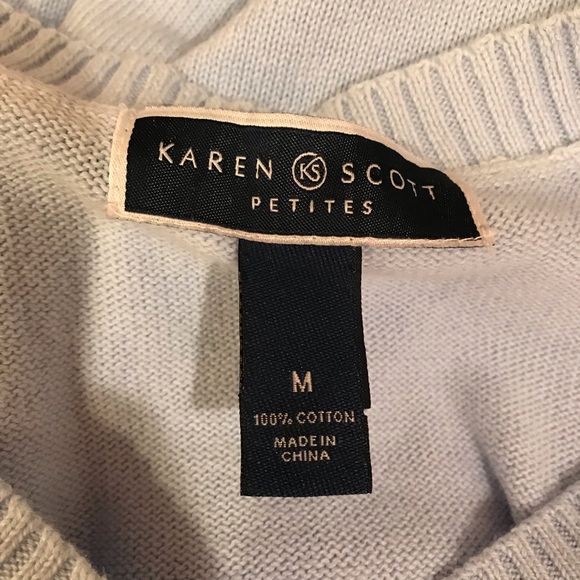 KAREN KS SCOTT
PETITES
M
100% COTTON
MADE IN
CHINA